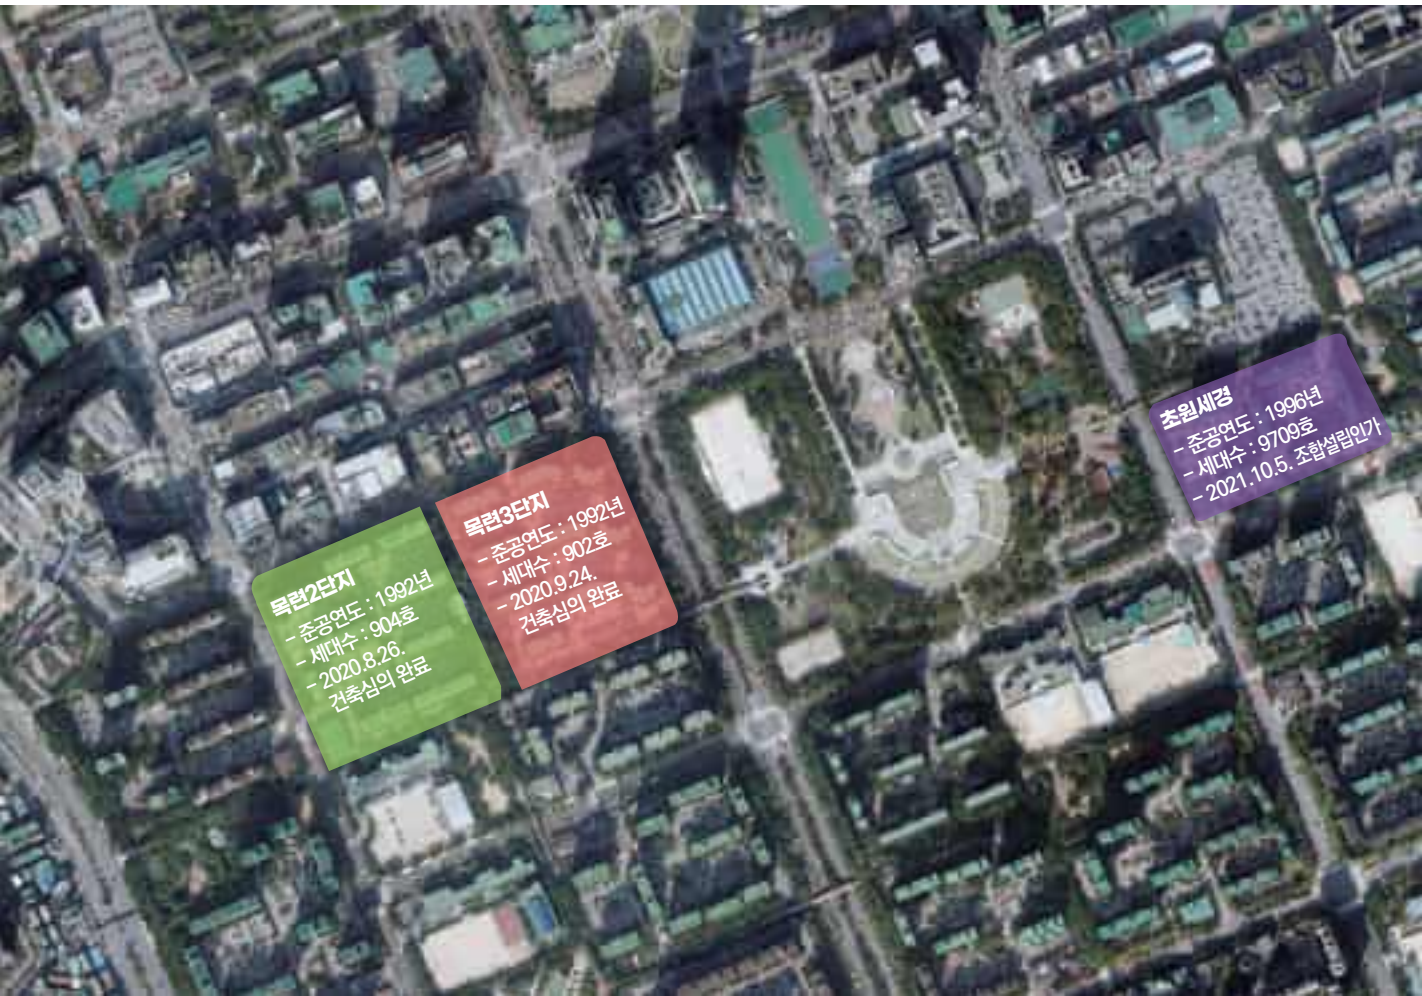 목련2단지
- 준공연도 : 1992년
- 세대수 : 904호
- 2020.8.26.
건축심의 완료
목련3단지
- 준공연도 : 1992년
- 세대수 : 902호
- 2020.9.24.
건축심의 완료
초원세경
- 준공연도 : 1996년
- 세대수 : 9709호
- 2021.10.5. 조합설립인가